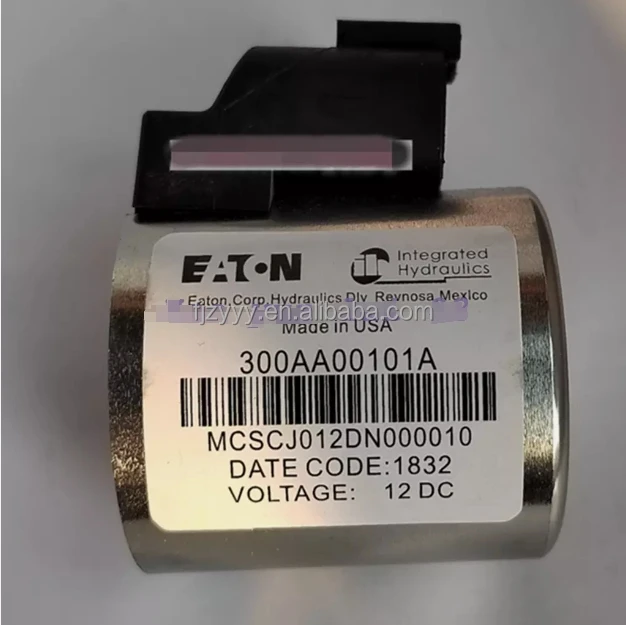 EATON
Integrated
Hydraulics
Eaton Corp Hydraulics Div Reynosa, Mexico
fjzyyy.en.alibaba.com
Made in USA
300AA00101A
MCSCJ012DN000010
DATE CODE:1832
VOLTAGE: 12 DC